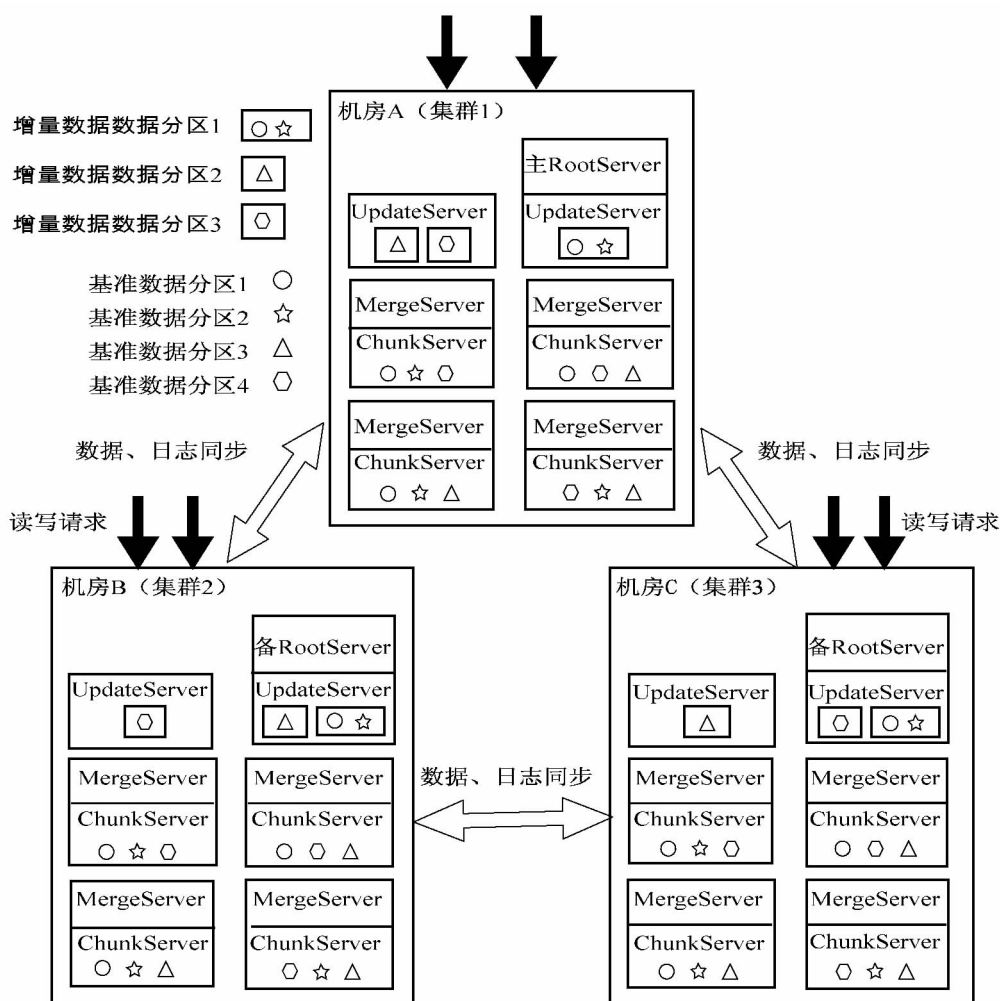 机房A（集群1）
增量数据数据分区1
增量数据数据分区2
增量数据数据分区3
基准数据分区1
基准数据分区2
基准数据分区3
基准数据分区4
主RootServer
UpdateServer
UpdateServer
MergeServer
MergeServer
ChunkServer
ChunkServer
MergeServer
MergeServer
ChunkServer
ChunkServer
数据、日志同步
数据、日志同步
读写请求
读写请求
机房B（集群2）
备RootServer
UpdateServer
UpdateServer
MergeServer
MergeServer
ChunkServer
ChunkServer
MergeServer
MergeServer
ChunkServer
ChunkServer
数据、日志同步
机房C（集群3）
备RootServer
UpdateServer
UpdateServer
MergeServer
MergeServer
ChunkServer
ChunkServer
MergeServer
MergeServer
ChunkServer
ChunkServer